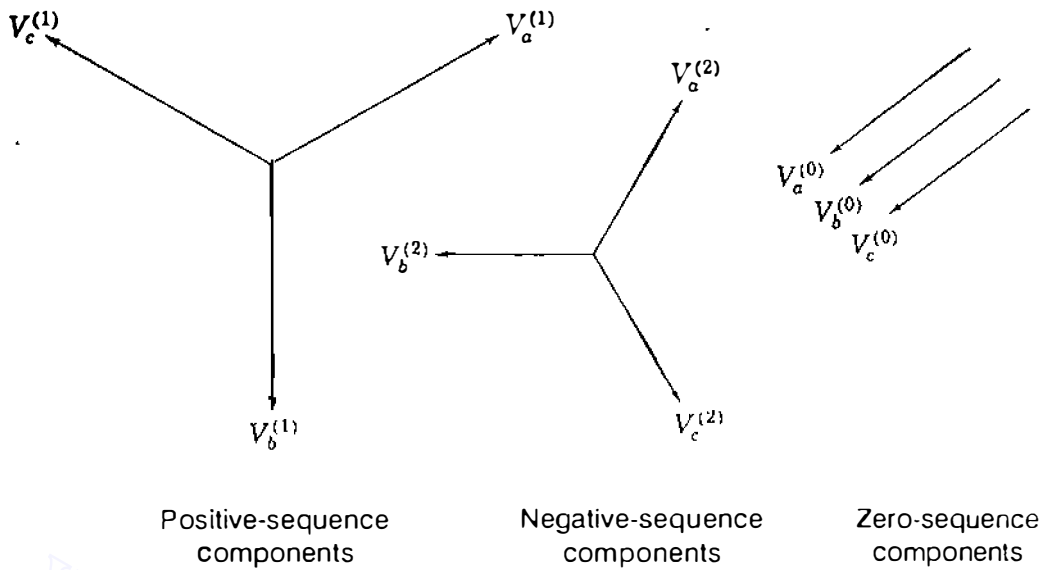 V_c^{(1)}
V_a^{(1)}
V_b^{(1)}
V_a^{(2)}
V_b^{(2)}
V_c^{(2)}
V_a^{(0)}
V_b^{(0)}
V_c^{(0)}
Positive-sequence
components
Negative-sequence
components
Zero-sequence
components